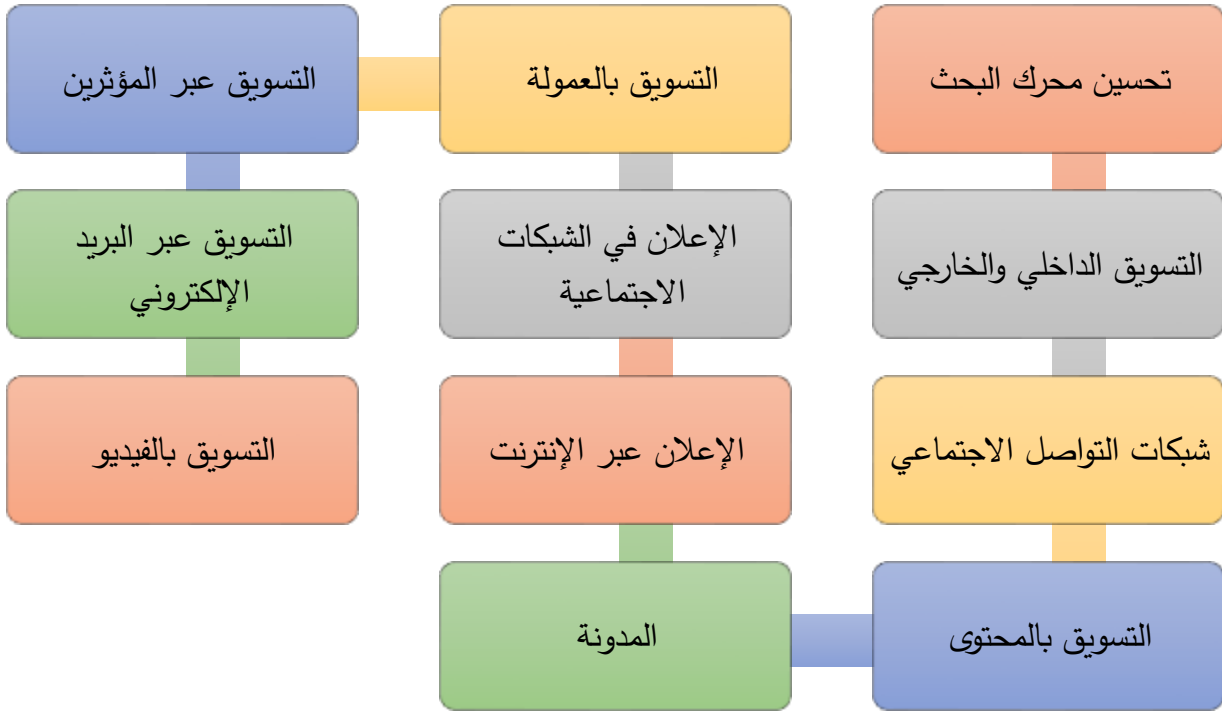 تحسين محرك البحث
التسويق الداخلي والخارجي
شبكات التواصل الاجتماعي
التسويق بالمحتوى
المدونة
الإعلان عبر الإنترنت
الإعلان في الشبكات
الاجتماعية
التسويق بالعمولة
التسويق عبر المؤثرين
التسويق عبر البريد
الإلكتروني
التسويق بالفيديو